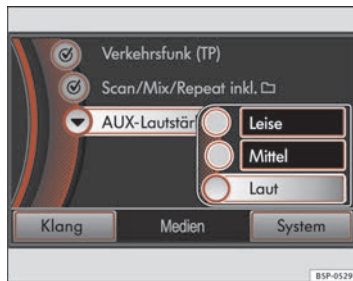 Verkehrsfunk (TP)
Scan/Mix/Repeat inkl.
AUX-Lautstär
Leise
Mittel
Laut
Klang
Medien
System
B5P-0529